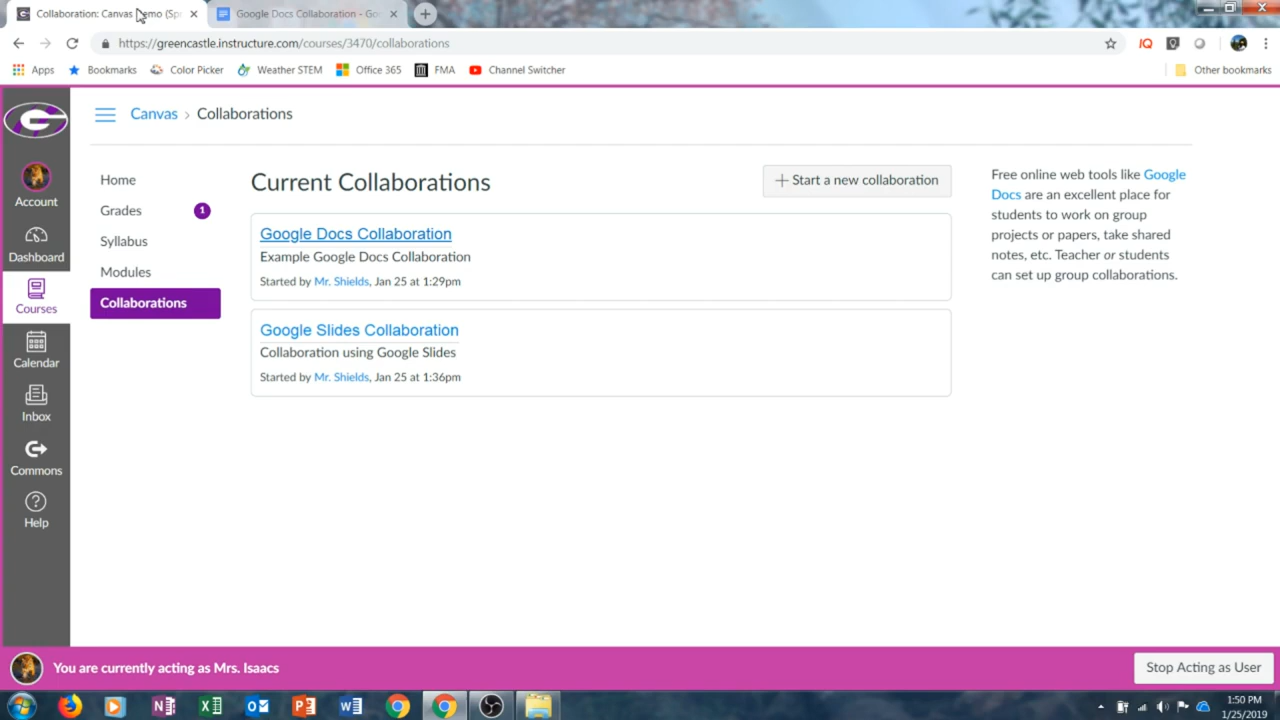 Collaboration: Canvas Demo (Sp
Google Docs Collaboration - Go
https://greencastle.instructure.com/courses/3470/collaborations
Apps
Bookmarks
Color Picker
Weather STEM
Office 365
FMA
Channel Switcher
Other bookmarks
Canvas › Collaborations
Account
Dashboard
Courses
Calendar
Inbox
Commons
Help
Home
Grades 1
Syllabus
Modules
Collaborations
Current Collaborations
+ Start a new collaboration
Google Docs Collaboration
Example Google Docs Collaboration
Started by Mr. Shields, Jan 25 at 1:29pm
Google Slides Collaboration
Collaboration using Google Slides
Started by Mr. Shields, Jan 25 at 1:36pm
Free online web tools like Google
Docs are an excellent place for
students to work on group
projects or papers, take shared
notes, etc. Teacher or students
can set up group collaborations.
You are currently acting as Mrs. Isaacs
Stop Acting as User
1:50 PM
1/25/2019